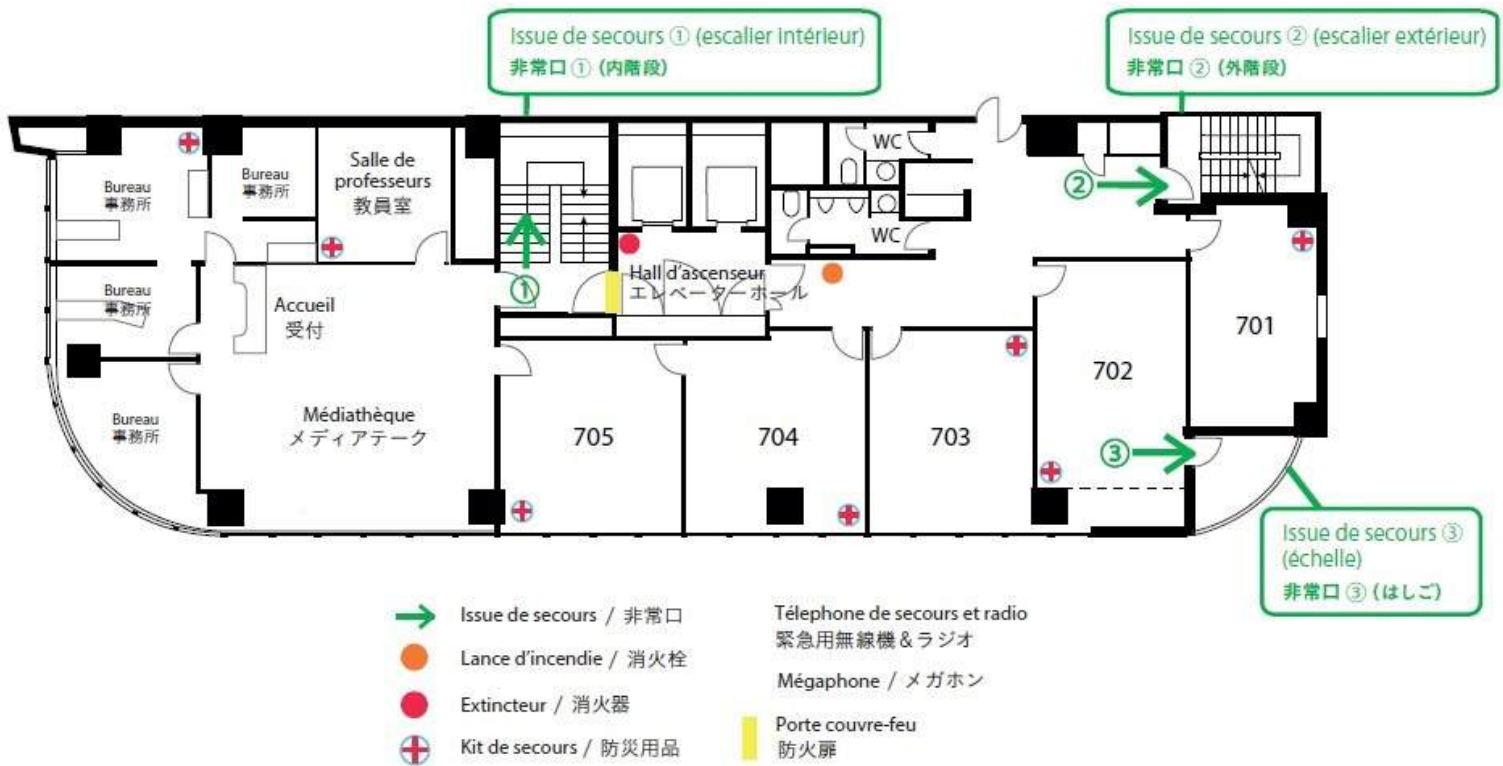 Issue de secours ① (escalier intérieur)
非常口 ① (内階段)
Issue de secours ② (escalier extérieur)
非常口 ② (外階段)
Bureau
事務所
Bureau
事務所
Salle de
professeurs
教員室
WC
WC
②
①
Hall d'ascenseur
エレベーターホール
Bureau
事務所
Accueil
受付
701
702
Bureau
事務所
Médiathèque
メディアテーク
705
704
703
③
Issue de secours ③
(échelle)
非常口 ③ (はしご)
Issue de secours / 非常口
Lance d'incendie / 消火栓
Extincteur / 消火器
Kit de secours / 防災用品
Télephone de secours et radio
緊急用無線機&ラジオ
Mégaphone / メガホン
Porte couvre-feu
防火扉